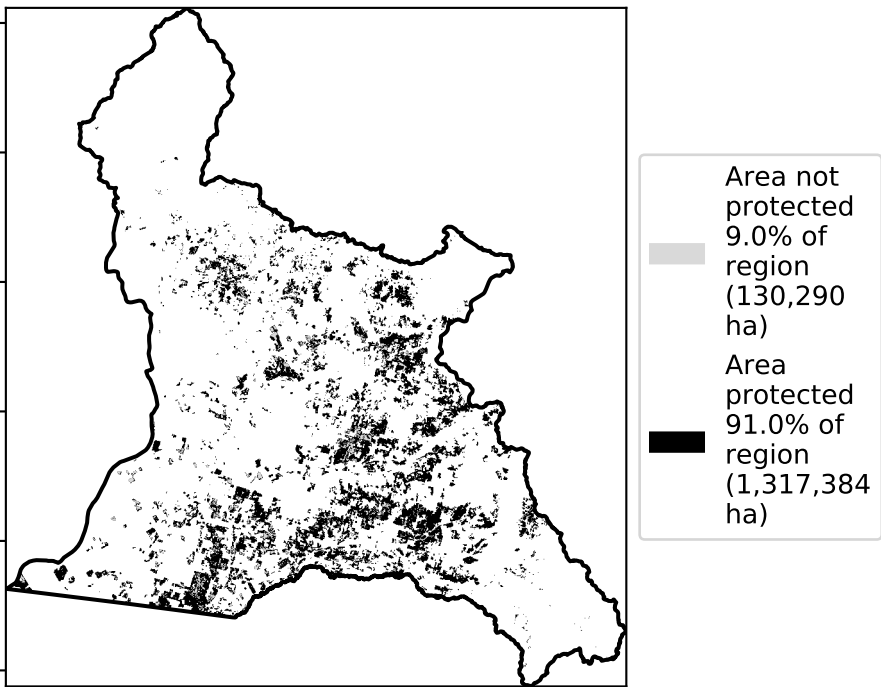 Area not
protected
9.0% of
region
(130,290
ha)
Area
protected
91.0% of
region
(1,317,384
ha)